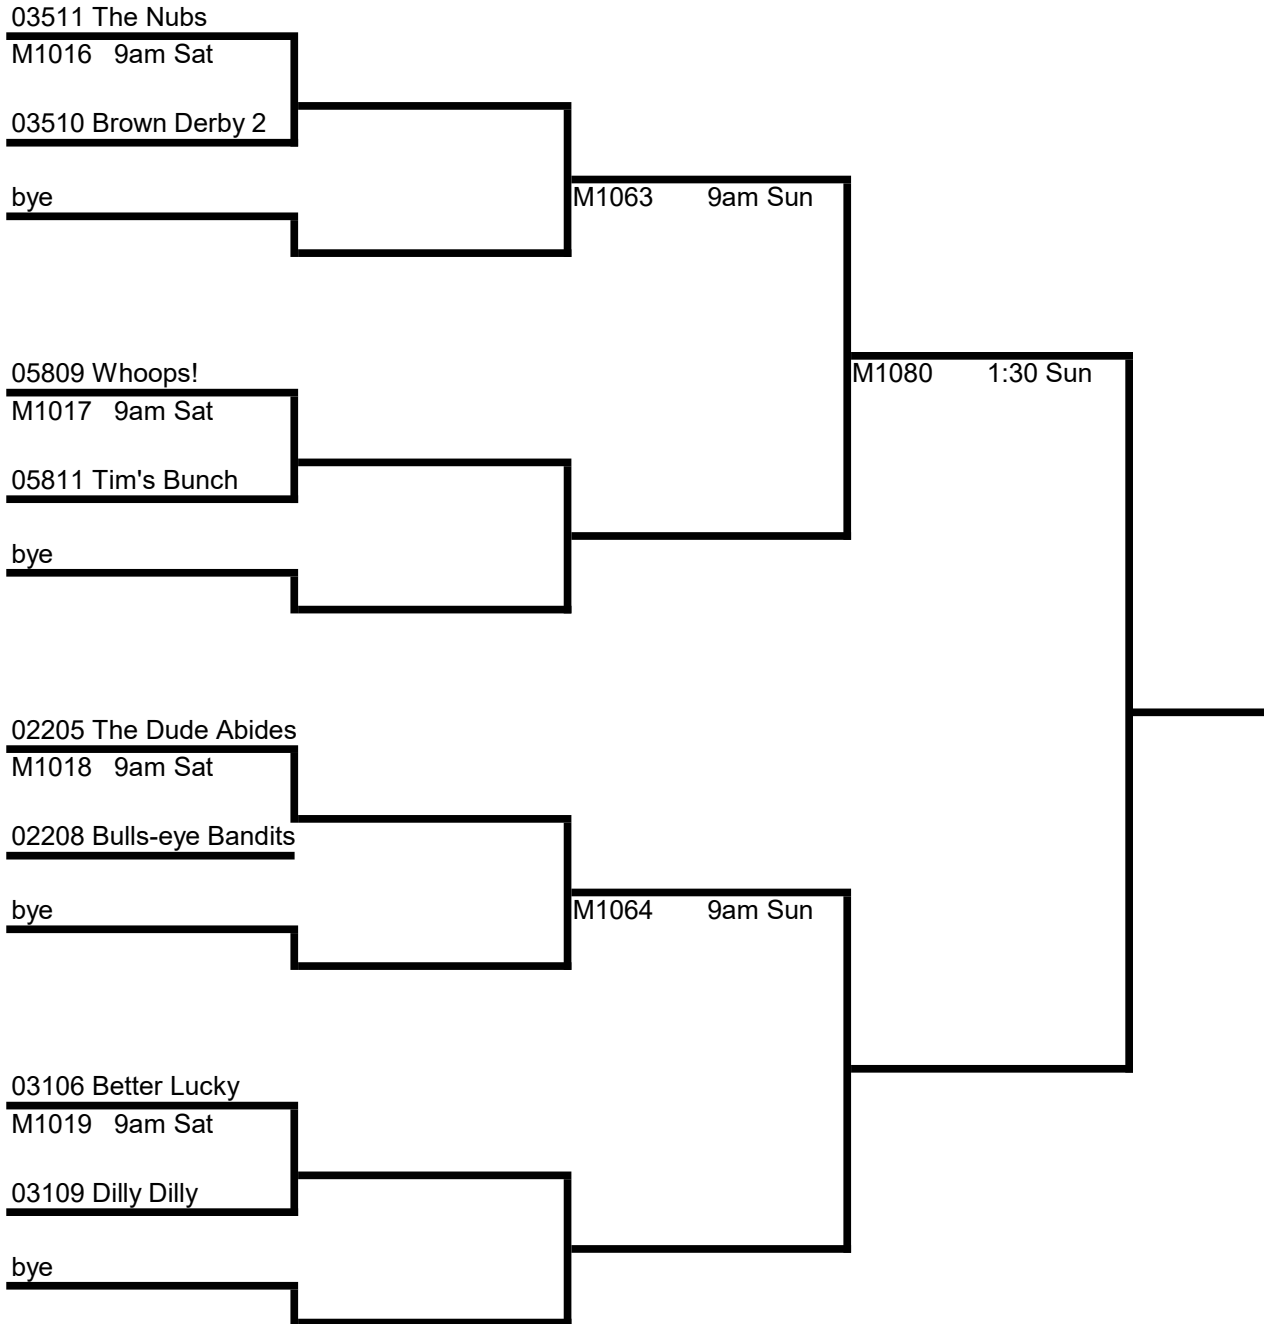 03511 The Nubs
M1016 9am Sat
03510 Brown Derby 2
bye
M1063 9am Sun
05809 Whoops!
M1080 1:30 Sun
M1017 9am Sat
05811 Tim's Bunch
bye
02205 The Dude Abides
M1018 9am Sat
02208 Bulls-eye Bandits
bye
M1064 9am Sun
03106 Better Lucky
M1019 9am Sat
03109 Dilly Dilly
bye